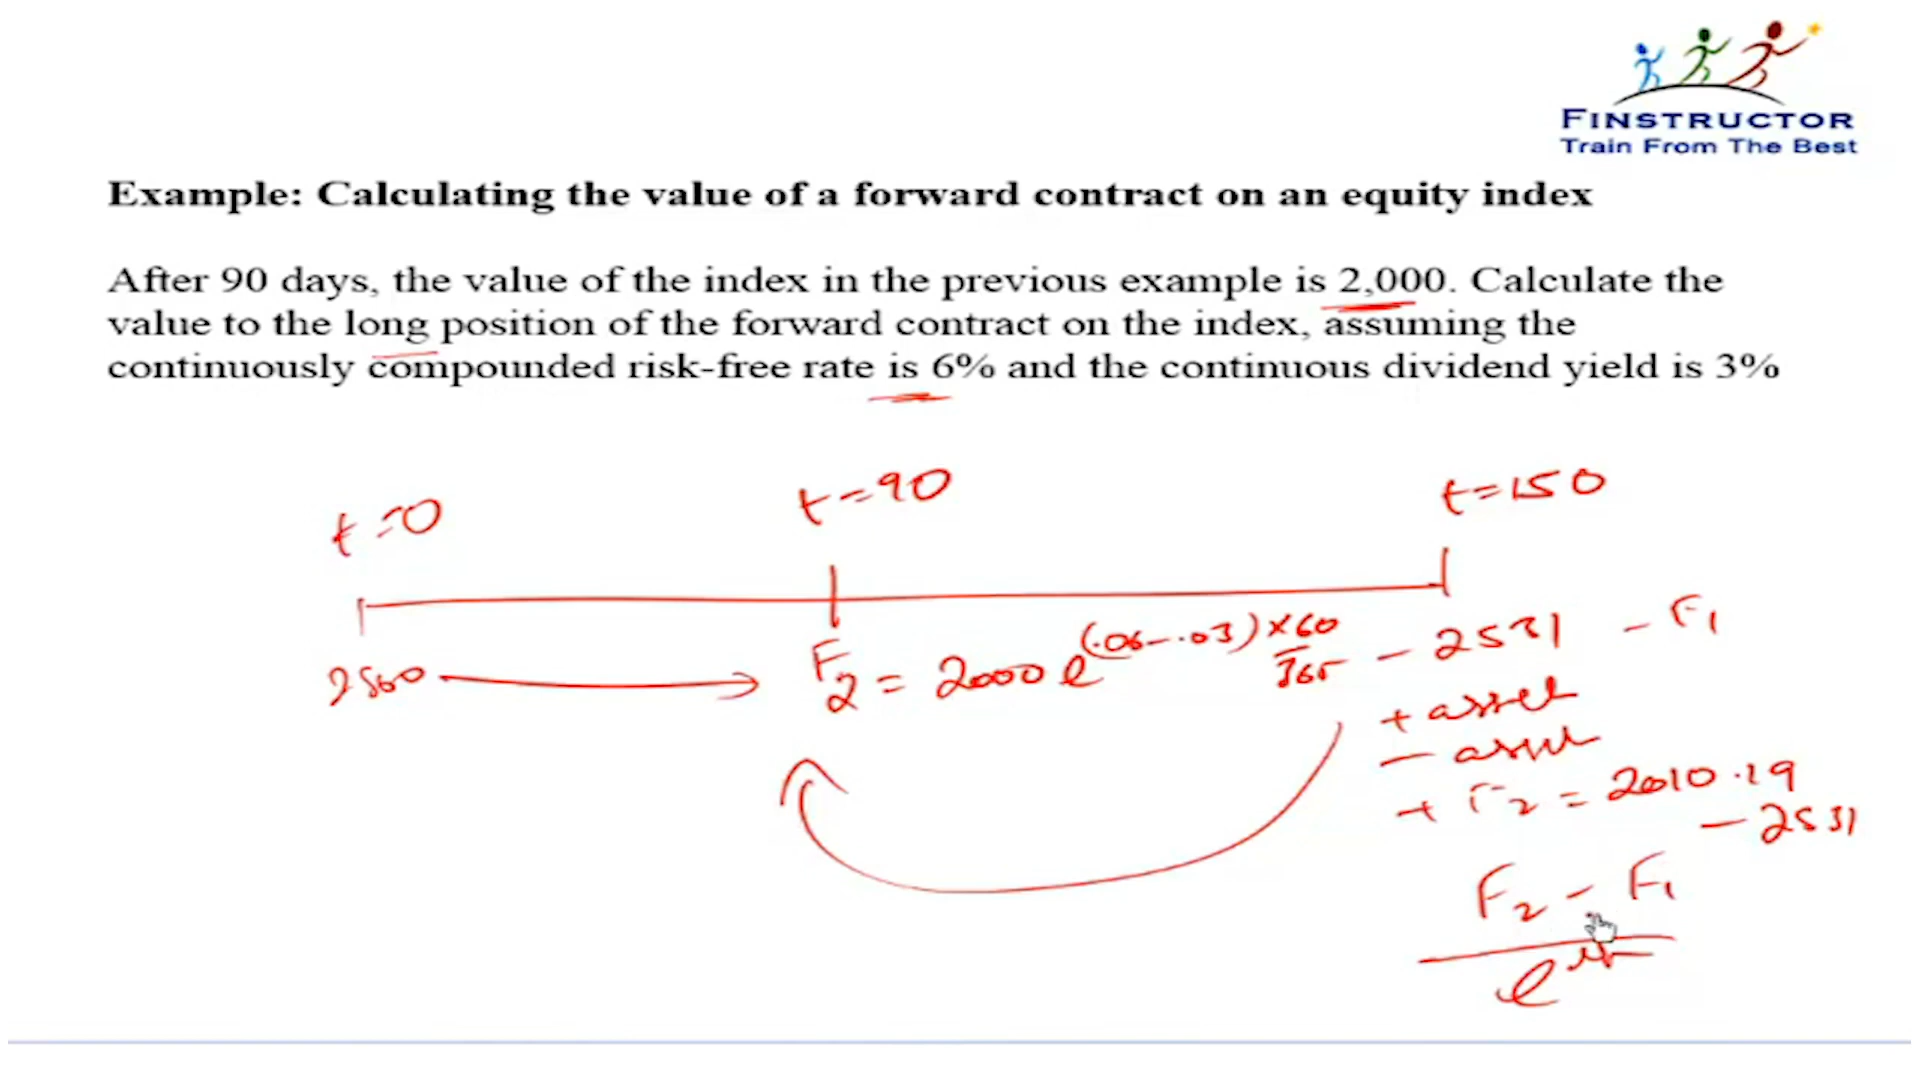 FINSTRUCTOR
Train From The Best
Example: Calculating the value of a forward contract on an equity index
After 90 days, the value of the index in the previous example is 2,000. Calculate the
value to the long position of the forward contract on the index, assuming the
continuously compounded risk-free rate is 6% and the continuous dividend yield is 3%
t=0
t=90
t=150
2500
F2 = 2000 e^(.06-.03) × 60/365
- 2531 - F1
+ asset
- asset
+ F2 = 2010.19
- 2531
F2 - F1
e